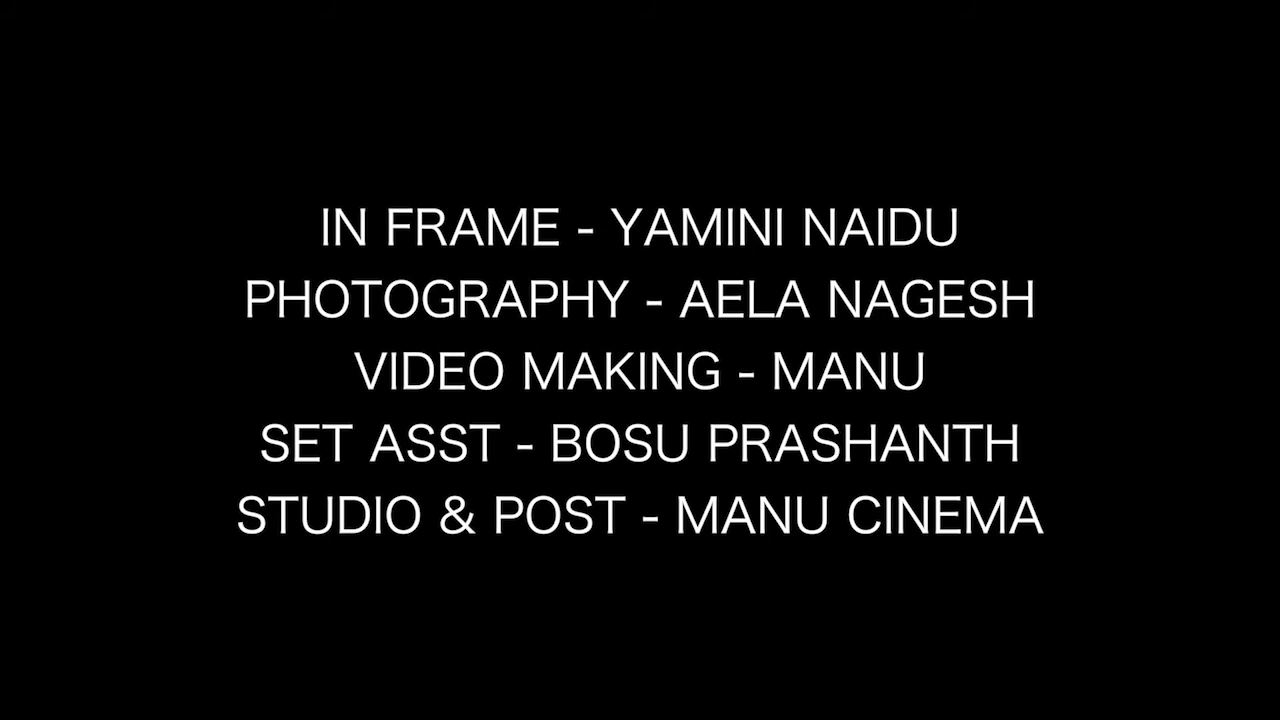 IN FRAME - YAMINI NAIDU
PHOTOGRAPHY - AELA NAGESH
VIDEO MAKING - MANU
SET ASST - BOSU PRASHANTH
STUDIO & POST - MANU CINEMA